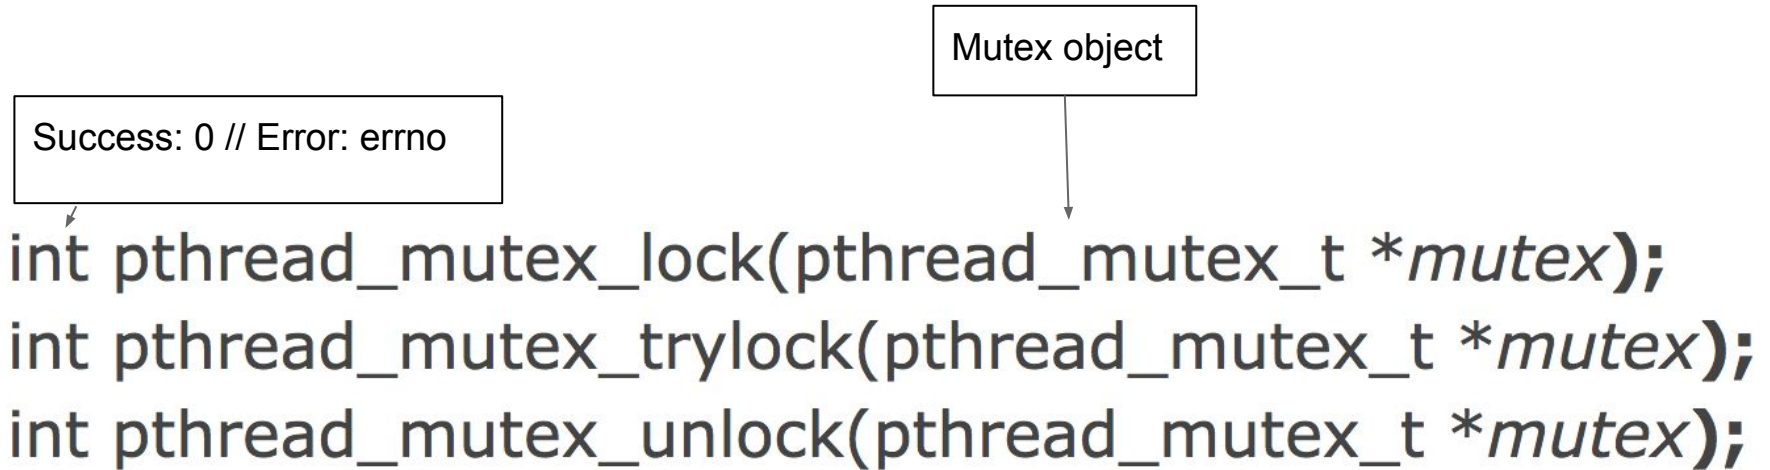 Mutex object
Success: 0 // Error: errno
int pthread_mutex_lock(pthread_mutex_t *mutex);
int pthread_mutex_trylock(pthread_mutex_t *mutex);
int pthread_mutex_unlock(pthread_mutex_t *mutex);